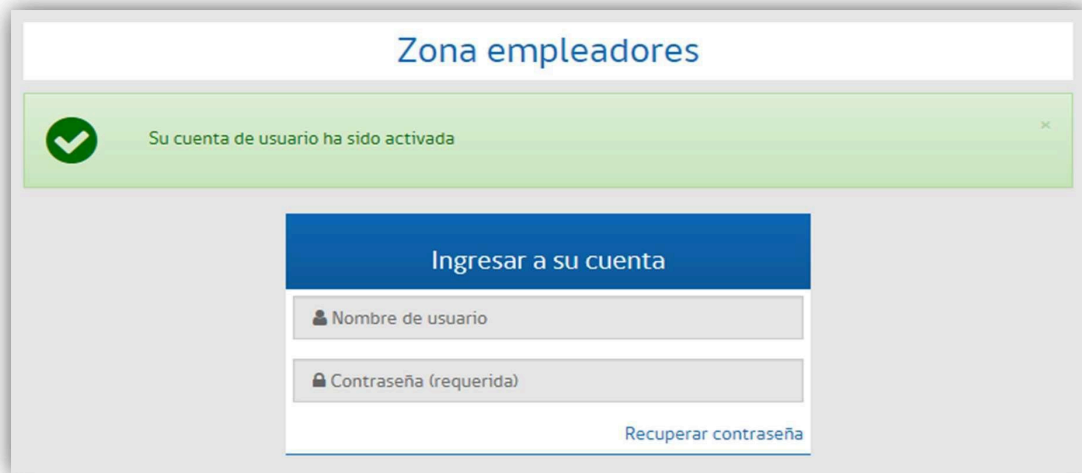 Zona empleadores
Su cuenta de usuario ha sido activada
×
Ingresar a su cuenta
Nombre de usuario
Contraseña (requerida)
Recuperar contraseña